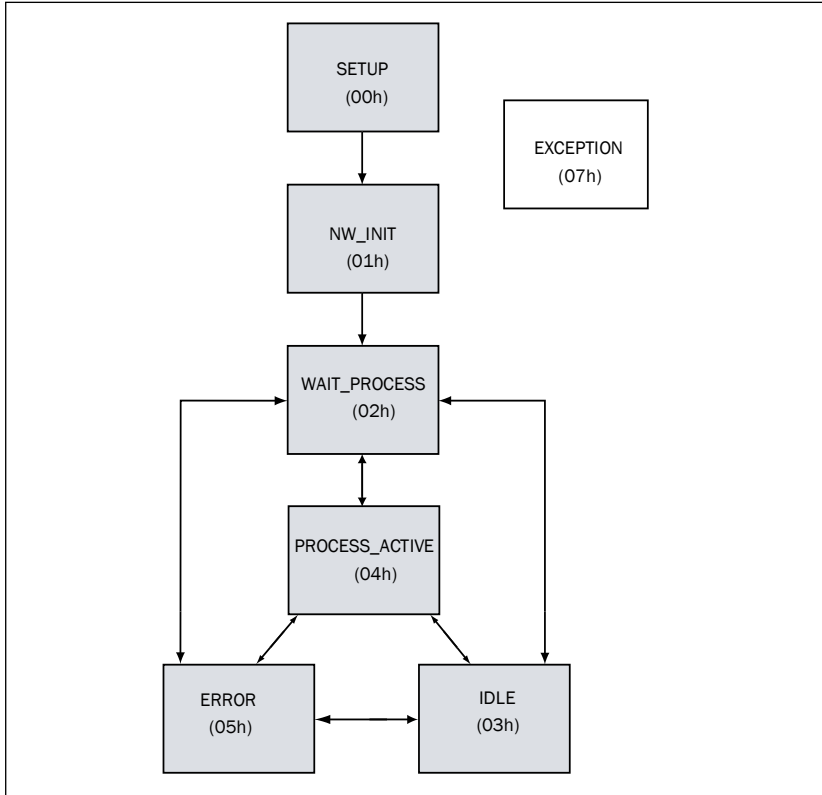 SETUP
(00h)
EXCEPTION
(07h)
NW_INIT
(01h)
WAIT_PROCESS
(02h)
PROCESS_ACTIVE
(04h)
ERROR
(05h)
IDLE
(03h)